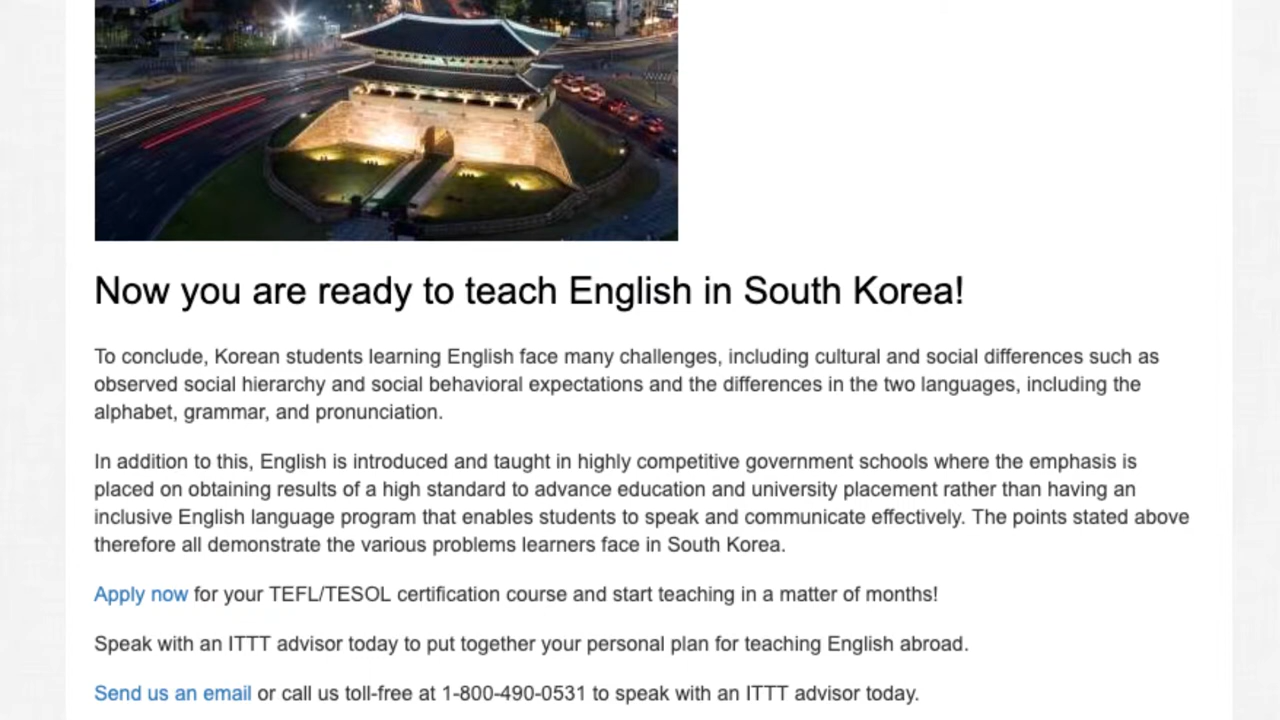 Now you are ready to teach English in South Korea!
To conclude, Korean students learning English face many challenges, including cultural and social differences such as
observed social hierarchy and social behavioral expectations and the differences in the two languages, including the
alphabet, grammar, and pronunciation.
In addition to this, English is introduced and taught in highly competitive government schools where the emphasis is
placed on obtaining results of a high standard to advance education and university placement rather than having an
inclusive English language program that enables students to speak and communicate effectively. The points stated above
therefore all demonstrate the various problems learners face in South Korea.
Apply now for your TEFL/TESOL certification course and start teaching in a matter of months!
Speak with an ITTT advisor today to put together your personal plan for teaching English abroad.
Send us an email or call us toll-free at 1-800-490-0531 to speak with an ITTT advisor today.